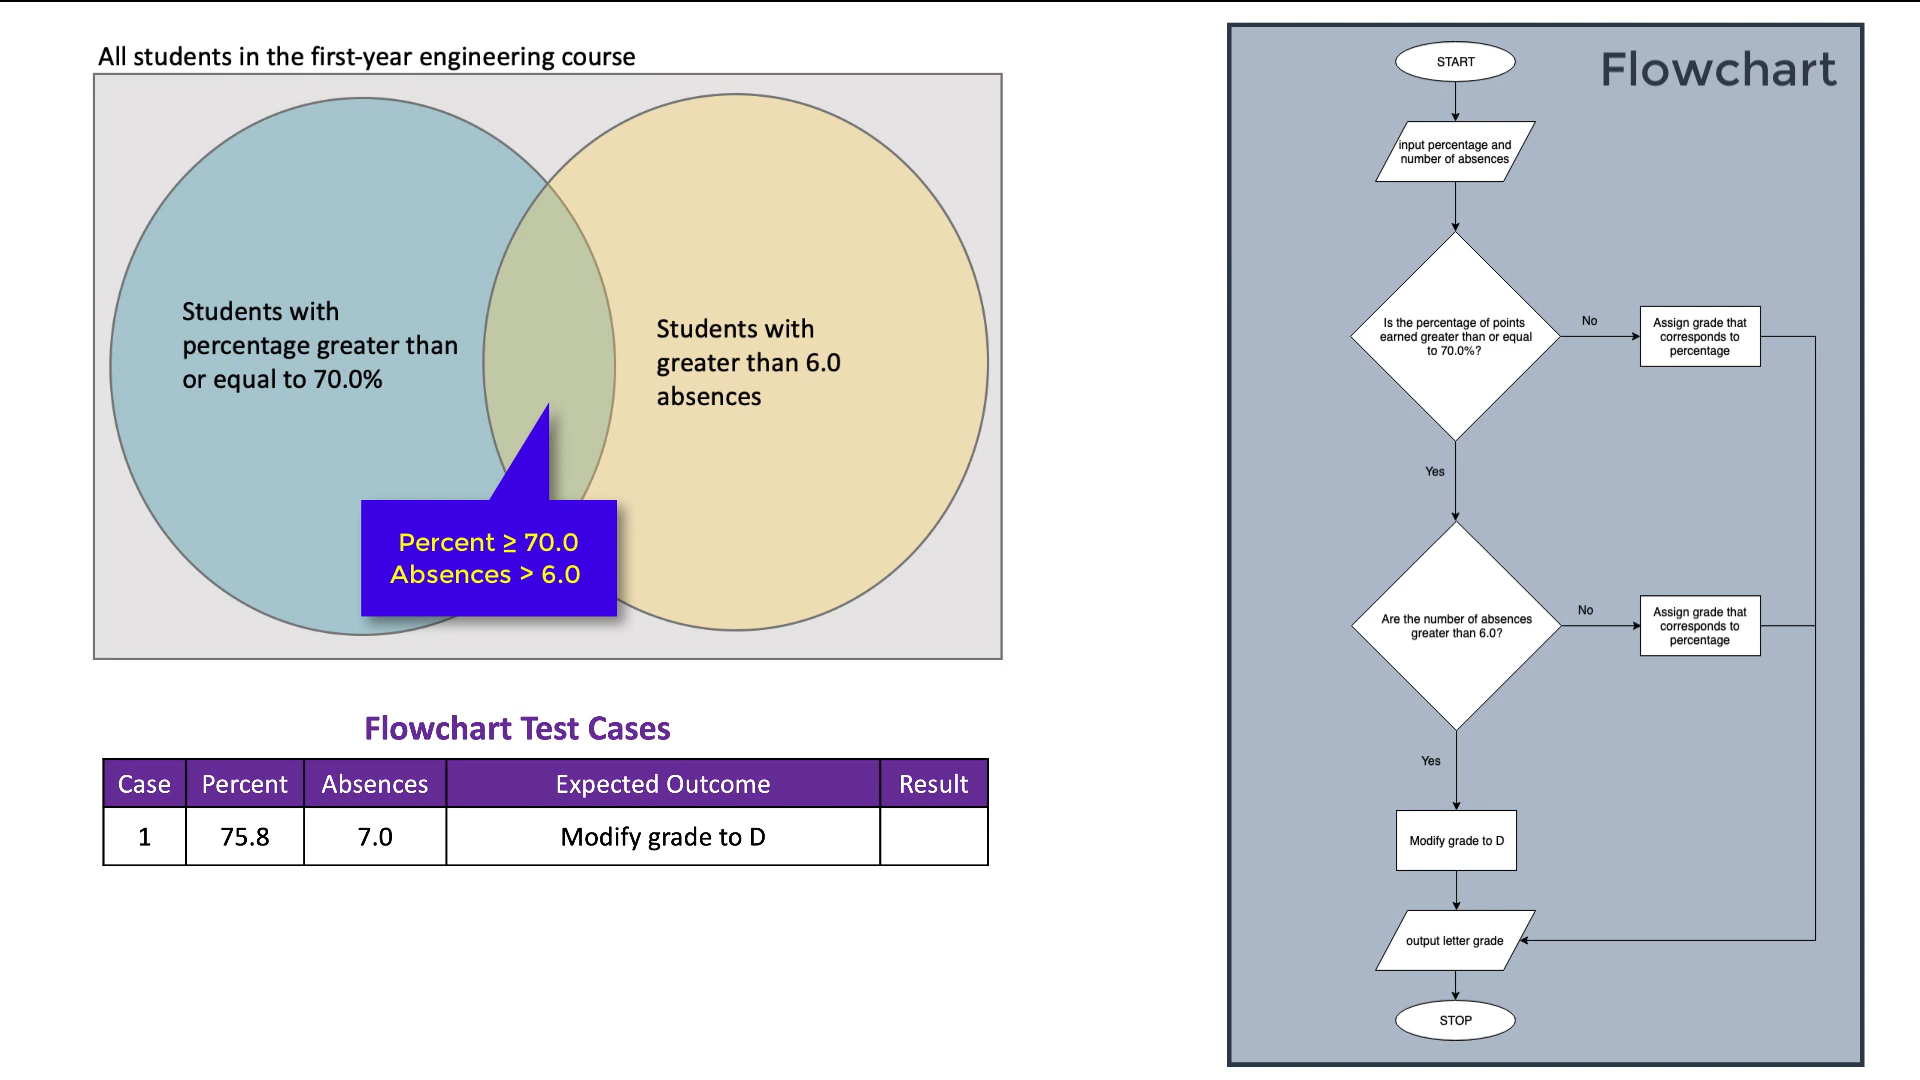 All students in the first-year engineering course
Students with
percentage greater than
or equal to 70.0%
Students with
greater than 6.0
absences
Percent ≥ 70.0
Absences > 6.0
Flowchart Test Cases
Case Percent Absences Expected Outcome Result
1 75.8 7.0 Modify grade to D
Flowchart
START
input percentage and
number of absences
Is the percentage of points
earned greater than or equal
to 70.0%?
No
Assign grade that
corresponds to
percentage
Yes
Are the number of absences
greater than 6.0?
No
Assign grade that
corresponds to
percentage
Yes
Modify grade to D
output letter grade
STOP